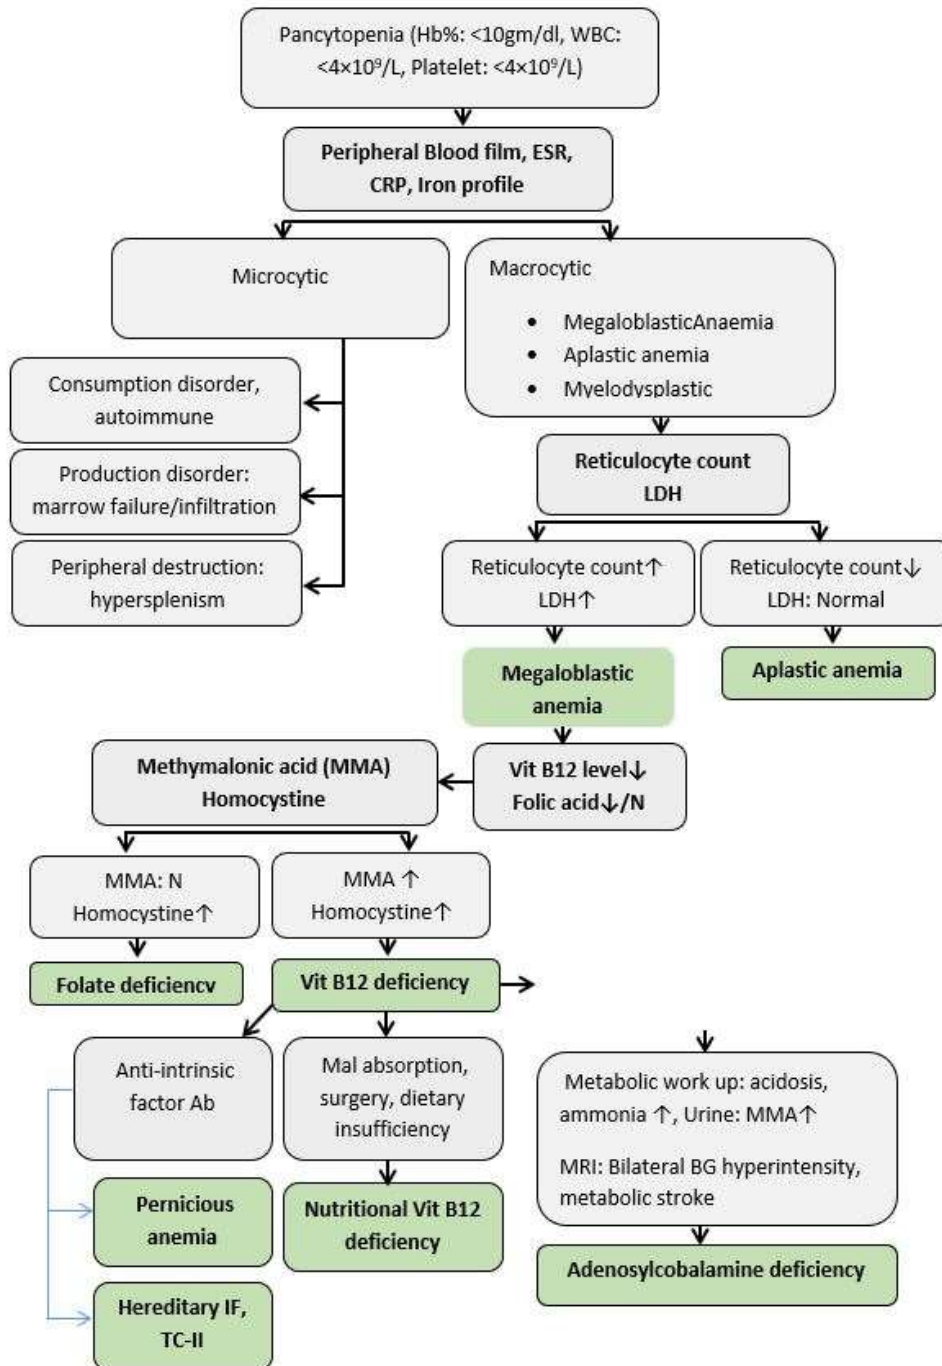 Pancytopenia (Hb%: <10gm/dl, WBC:
<4×10⁹/L, Platelet: <4×10⁹/L)
Peripheral Blood film, ESR,
CRP, Iron profile
Microcytic
Macrocytic
• MegaloblasticAnaemia
• Aplastic anemia
• Myelodysplastic
Consumption disorder,
autoimmune
Production disorder:
marrow failure/infiltration
Peripheral destruction:
hypersplenism
Reticulocyte count
LDH
Reticulocyte count↑
LDH↑
Reticulocyte count↓
LDH: Normal
Megaloblastic
anemia
Aplastic anemia
Vit B12 level↓
Folic acid↓/N
Methymalonic acid (MMA)
Homocystine
MMA: N
Homocystine↑
MMA ↑
Homocystine↑
Folate deficiency
Vit B12 deficiency
Anti-intrinsic
factor Ab
Mal absorption,
surgery, dietary
insufficiency
Metabolic work up: acidosis,
ammonia ↑, Urine: MMA↑
MRI: Bilateral BG hyperintensity,
metabolic stroke
Pernicious
anemia
Nutritional Vit B12
deficiency
Adenosylcobalamine deficiency
Hereditary IF,
TC-II